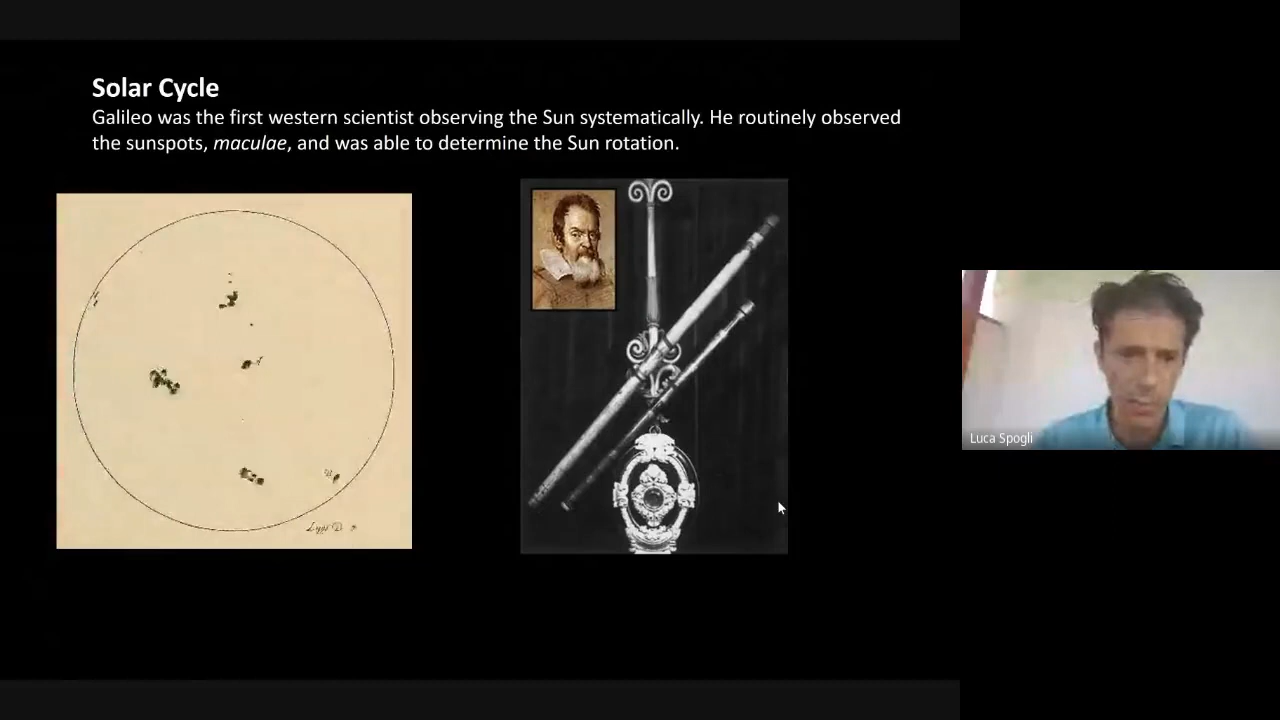 Solar Cycle
Galileo was the first western scientist observing the Sun systematically. He routinely observed
the sunspots, maculae, and was able to determine the Sun rotation.
Luca Spogli